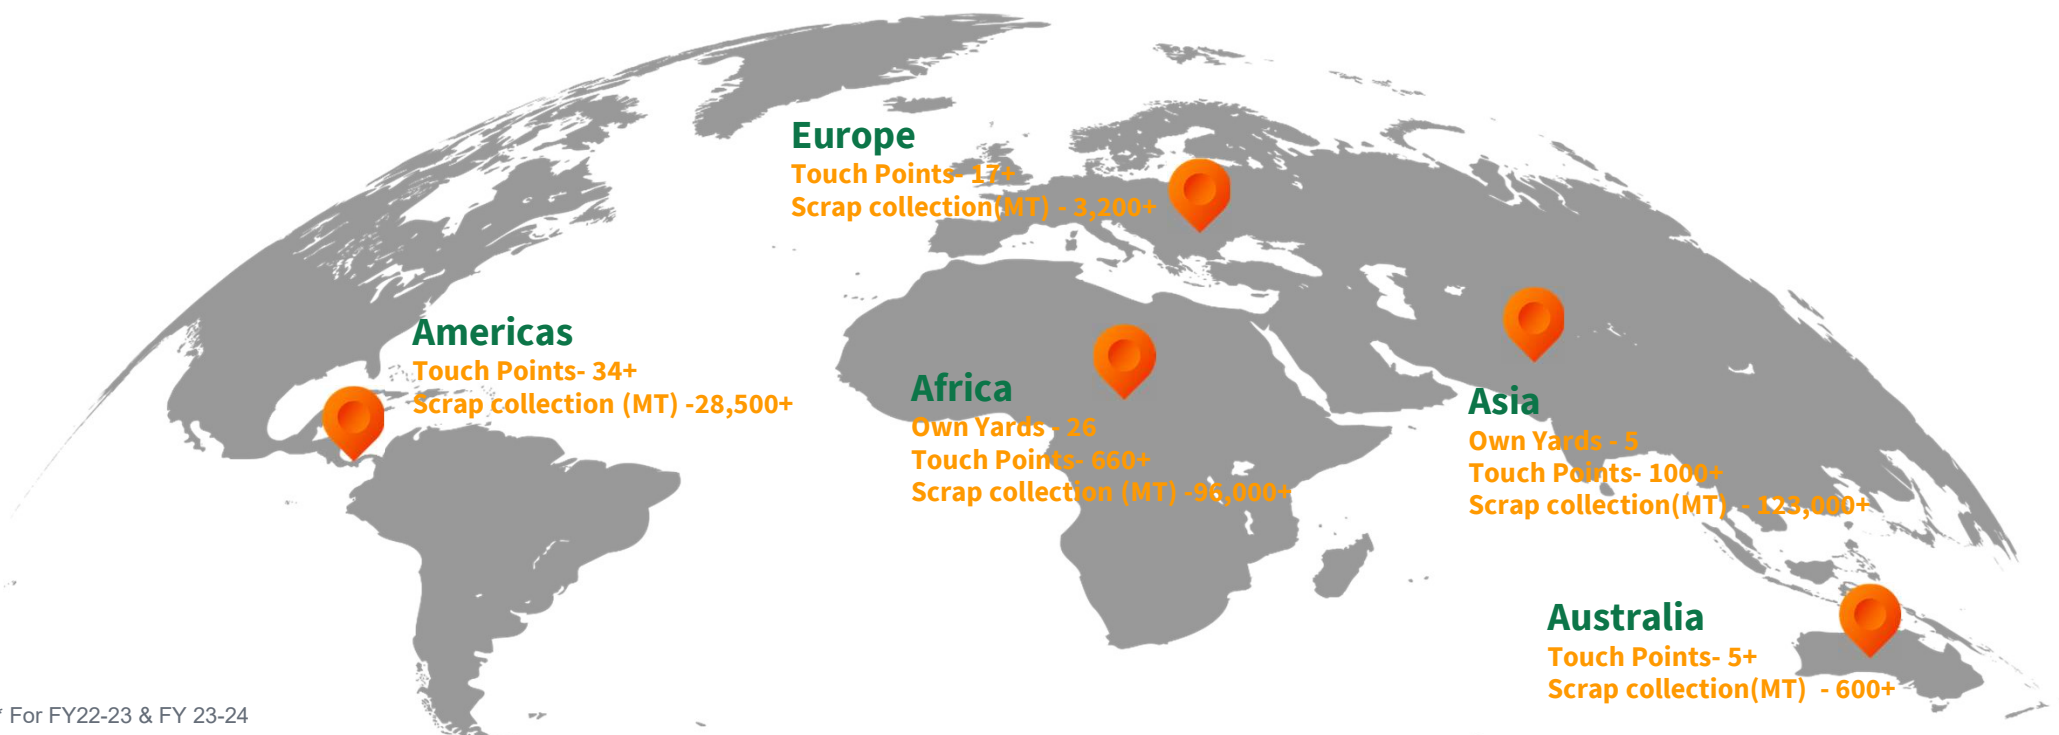 Europe
Touch Points- 17+
Scrap collection(MT) - 3,200+
Americas
Touch Points- 34+
Scrap collection (MT) -28,500+
Africa
Own Yards - 26
Touch Points- 660+
Scrap collection (MT) -96,000+
Asia
Own Yards - 5
Touch Points- 1000+
Scrap collection(MT) - 123,000+
Australia
Touch Points- 5+
Scrap collection(MT) - 600+
* For FY22-23 & FY 23-24